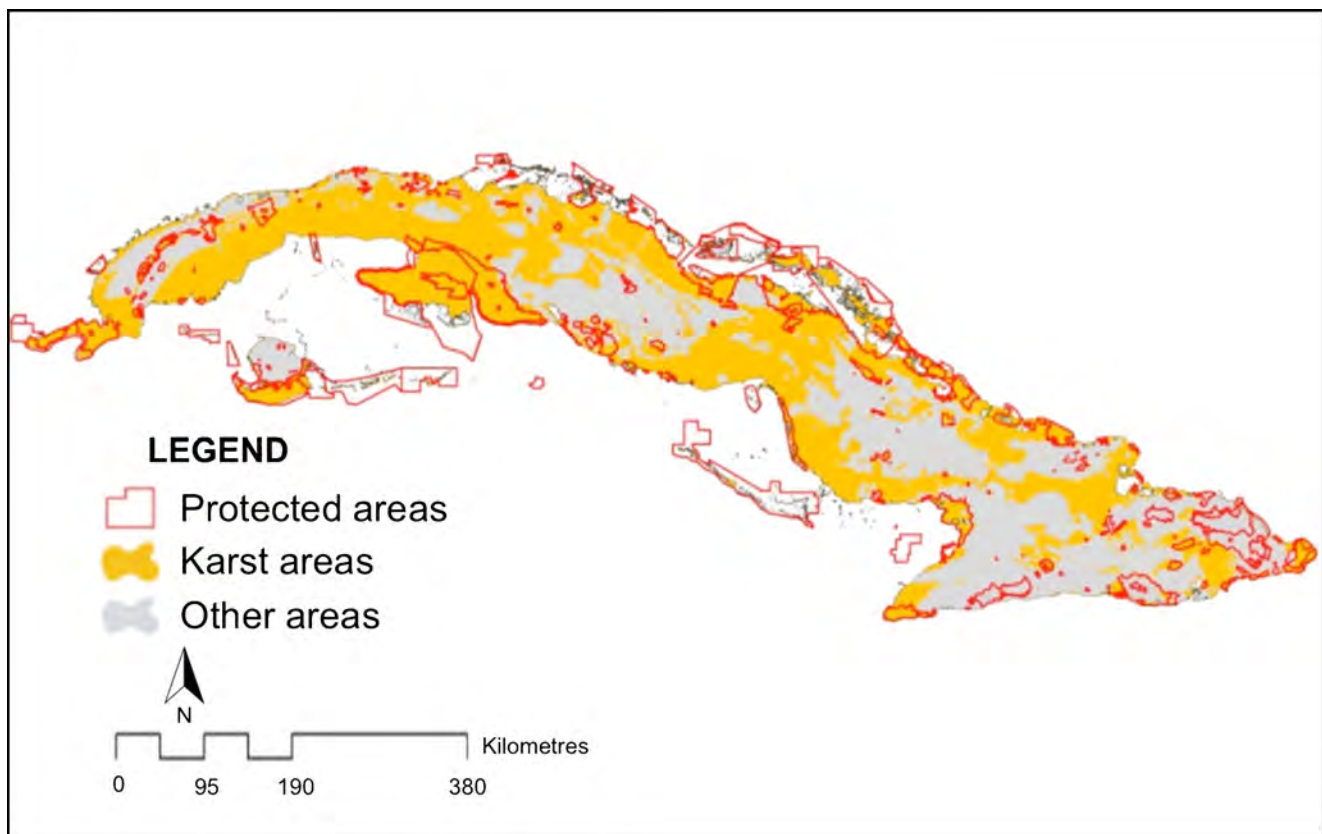 LEGEND
Protected areas
Karst areas
Other areas
N
Kilometres
0 95 190 380